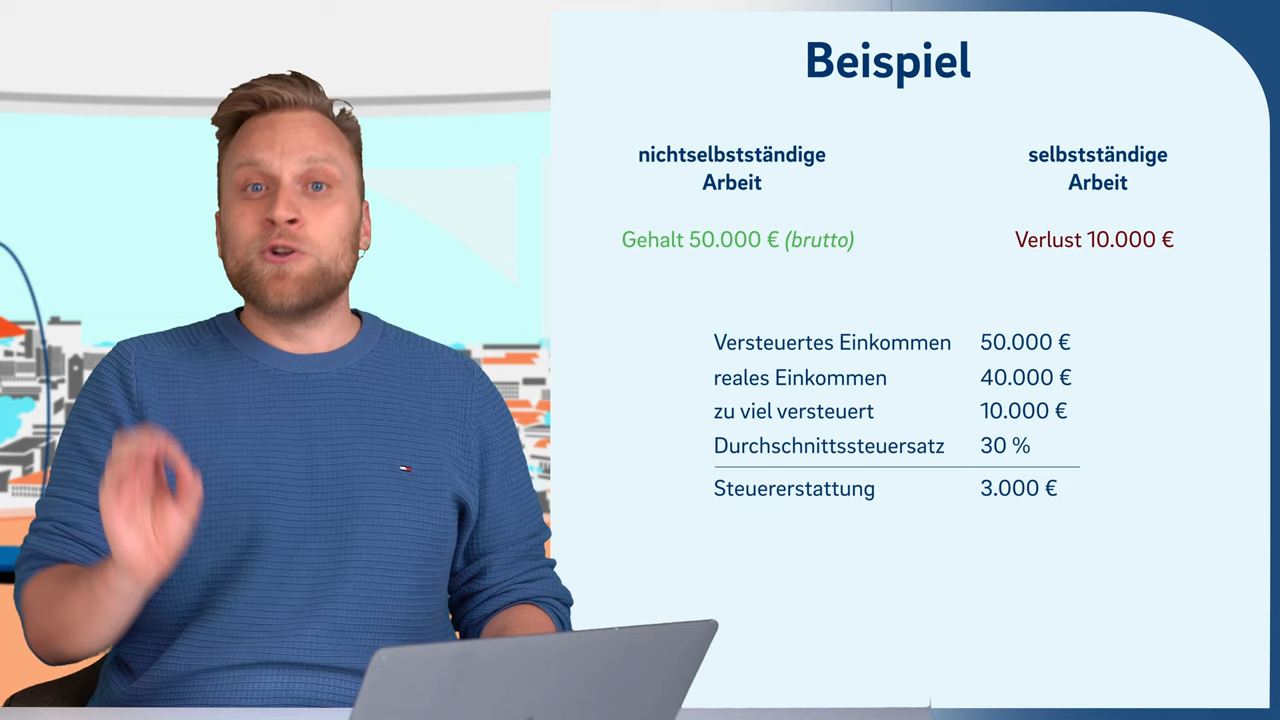 Beispiel
nichtselbstständige
Arbeit
selbstständige
Arbeit
Gehalt 50.000 € (brutto)
Verlust 10.000 €
Versteuertes Einkommen 50.000 €
reales Einkommen 40.000 €
zu viel versteuert 10.000 €
Durchschnittssteuersatz 30 %
Steuererstattung 3.000 €